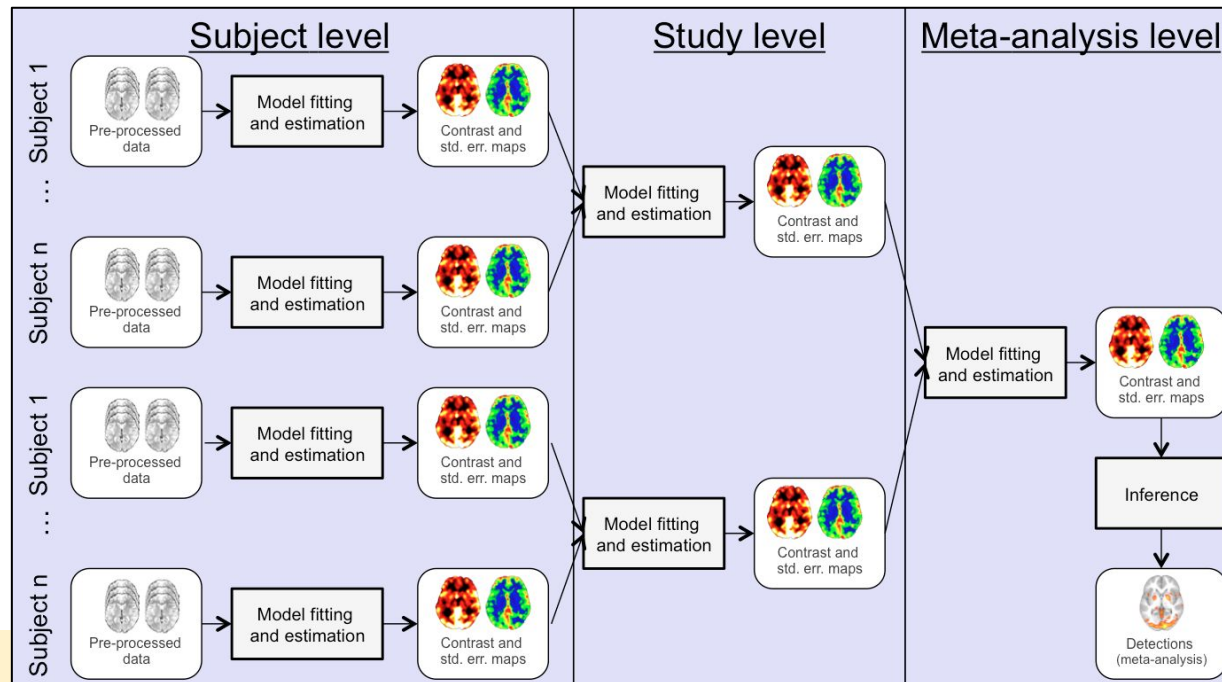 Subject level
Study level
Meta-analysis level
Subject 1
Pre-processed
data
Model fitting
and estimation
Contrast and
std. err. maps
...
Subject n
Pre-processed
data
Model fitting
and estimation
Contrast and
std. err. maps
Model fitting
and estimation
Contrast and
std. err. maps
Subject 1
Pre-processed
data
Model fitting
and estimation
Contrast and
std. err. maps
...
Subject n
Pre-processed
data
Model fitting
and estimation
Contrast and
std. err. maps
Model fitting
and estimation
Contrast and
std. err. maps
Model fitting
and estimation
Contrast and
std. err. maps
Inference
Detections
(meta-analysis)